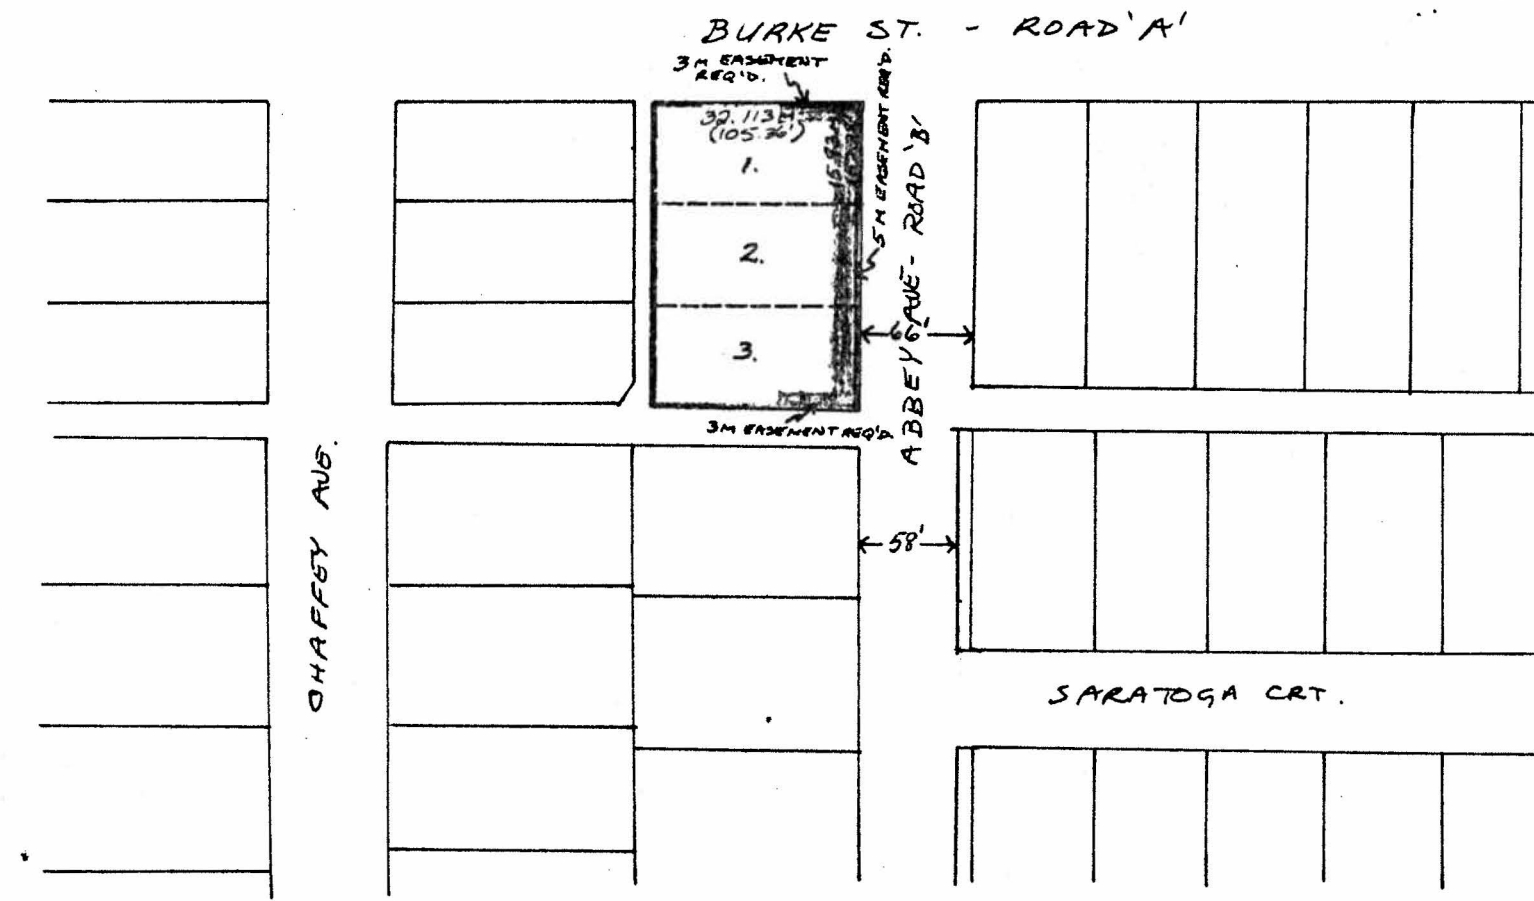 BURKE ST. - ROAD 'A'
3M EASEMENT
REQ'D.
32.113M
(105.36')
1.
2.
3.
5M EASEMENT REQ'D.
ABBEY AVE - ROAD 'B'
66'
3M EASEMENT REQ'D.
58'
CHAFFEY AVE.
SARATOGA CRT.